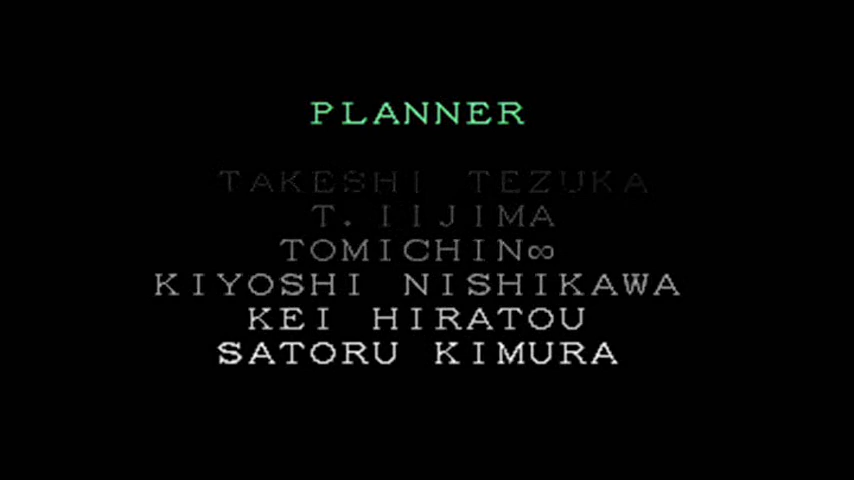 PLANNER
TAKESHI TEZUKA
T.IIJIMA
TOMICHIN∞
KIYOSHI NISHIKAWA
KEI HIRATOU
SATORU KIMURA